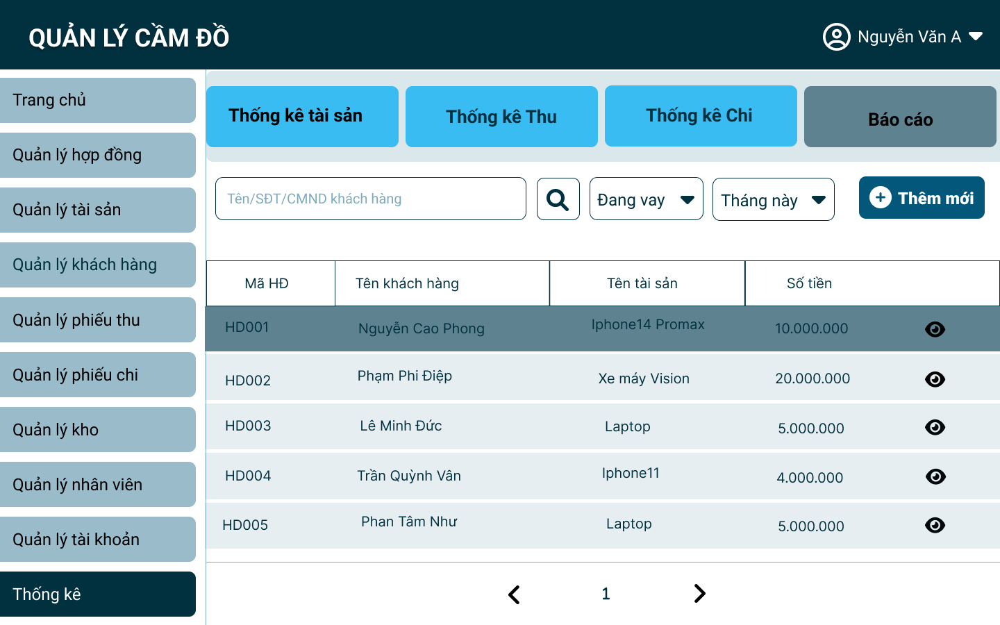 QUẢN LÝ CẦM ĐỒ
Nguyễn Văn A
Trang chủ
Quản lý hợp đồng
Quản lý tài sản
Quản lý khách hàng
Quản lý phiếu thu
Quản lý phiếu chi
Quản lý kho
Quản lý nhân viên
Quản lý tài khoản
Thống kê
Thống kê tài sản
Thống kê Thu
Thống kê Chi
Báo cáo
Tên/SĐT/CMND khách hàng
Đang vay
Tháng này
Thêm mới
Mã HĐ Tên khách hàng Tên tài sản Số tiền
HD001 Nguyễn Cao Phong Iphone14 Promax 10.000.000
HD002 Phạm Phi Điệp Xe máy Vision 20.000.000
HD003 Lê Minh Đức Laptop 5.000.000
HD004 Trần Quỳnh Vân Iphone11 4.000.000
HD005 Phan Tâm Như Laptop 5.000.000
1